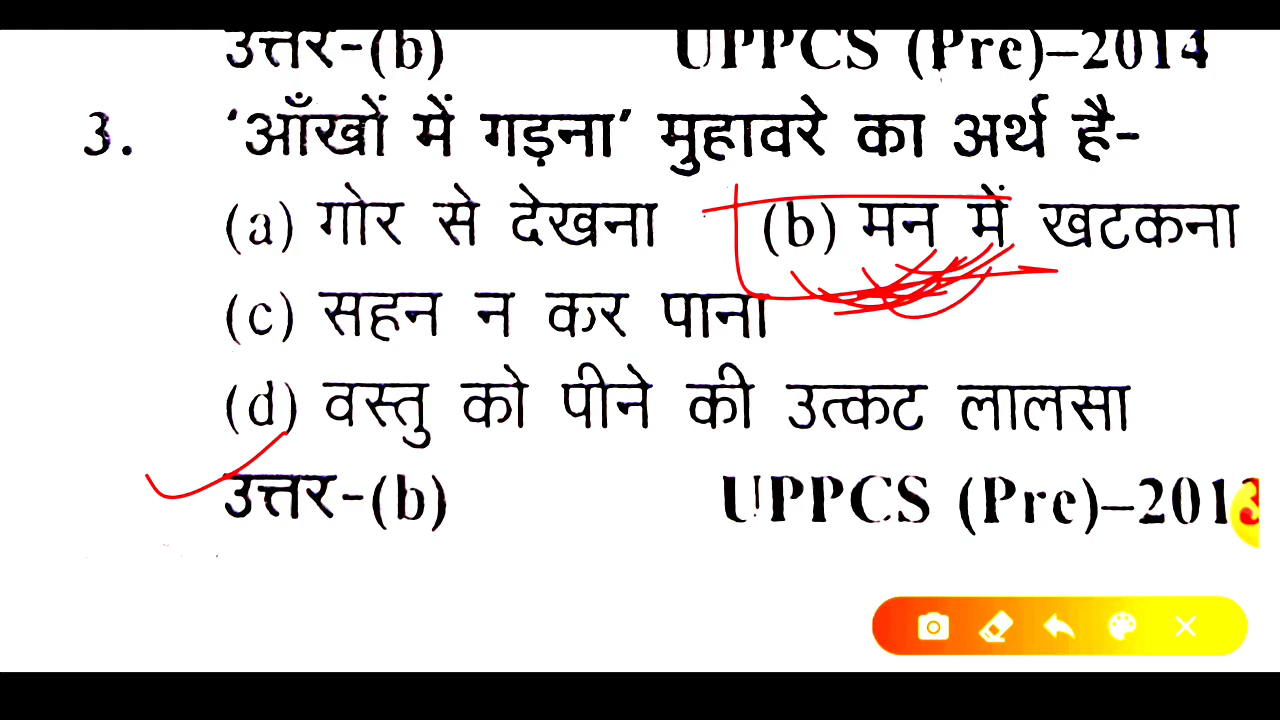 उत्तर-(b) UPPCS (Pre)–2014
3. 'आँखों में गड़ना' मुहावरे का अर्थ है-
(a) गोर से देखना (b) मन में खटकना
(c) सहन न कर पाना
(d) वस्तु को पीने की उत्कट लालसा
उत्तर-(b) UPPCS (Pre)–2013